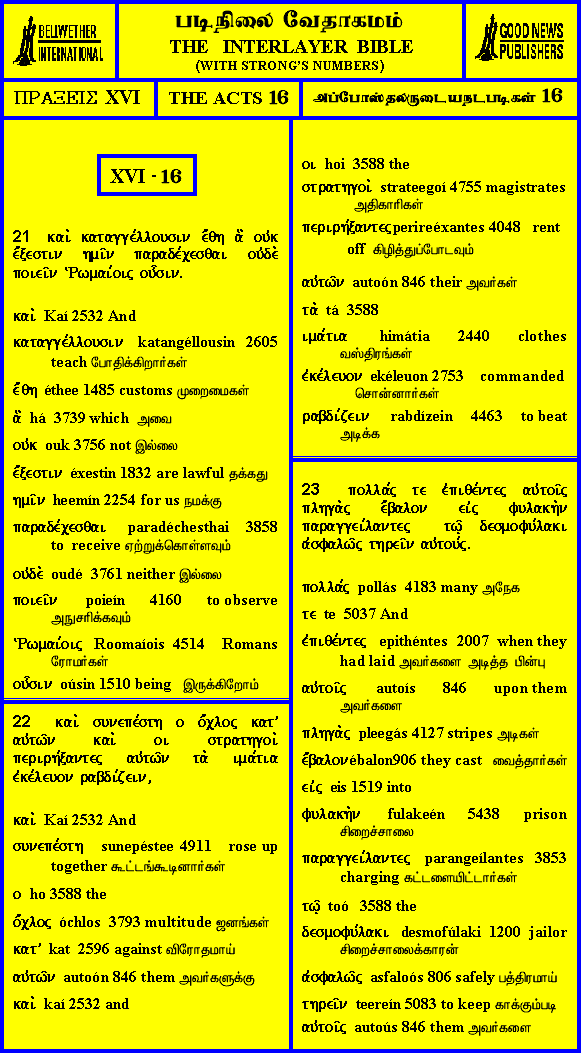 BELLWETHER
INTERNATIONAL
படிநிலை வேதாகமம்
THE INTERLAYER BIBLE
(WITH STRONG'S NUMBERS)
GOOD NEWS
PUBLISHERS
ΠΡΑΞΕΙΣ XVI
THE ACTS 16
அப்போஸ்தலருடையநடபடிகள் 16
XVI - 16
21 καὶ καταγγέλλουσιν ἔθη ἃ οὐκ
ἔξεστιν ημῖν παραδέχεσθαι οὐδὲ
ποιεῖν Ῥωμαίοις οὖσιν.
καὶ Kaí 2532 And
καταγγέλλουσιν katangéllousin 2605
teach போதிக்கிறார்கள்
ἔθη éthee 1485 customs முறைமைகள்
ἃ há 3739 which அவை
οὐκ ouk 3756 not இல்லை
ἔξεστιν éxestin 1832 are lawful தக்கது
ημῖν heemín 2254 for us நமக்கு
παραδέχεσθαι paradéchesthai 3858
to receive ஏற்றுக்கொள்ளவும்
οὐδὲ oudé 3761 neither இல்லை
ποιεῖν poieín 4160 to observe
அநுசரிக்கவும்
Ῥωμαίοις Roomaíois 4514 Romans
ரோமர்கள்
οὖσιν oúsin 1510 being இருக்கிறோம்
22 καὶ συνεπέστη ο ὄχλος κατ’
αὐτῶν καὶ οι στρατηγοὶ
περιρήξαντες αὐτῶν τὰ ιμάτια
ἐκέλευον ραβδίζειν,
καὶ Kaí 2532 And
συνεπέστη sunepéstee 4911 rose up
together கூட்டங்கூடினார்கள்
ο ho 3588 the
ὄχλος óchlos 3793 multitude ஜனங்கள்
κατ’ kat 2596 against விரோதமாய்
αὐτῶν autoón 846 them அவர்களுக்கு
καὶ kaí 2532 and
οι hoi 3588 the
στρατηγοὶ strateegoí 4755 magistrates
அதிகாரிகள்
περιρήξαντες perireéxantes 4048 rent
off கிழித்துப்போடவும்
αὐτῶν autoón 846 their அவர்கள்
τὰ tá 3588
ιμάτια himátia 2440 clothes
வஸ்திரங்கள்
ἐκέλευον ekéleuon 2753 commanded
சொன்னார்கள்
ραβδίζειν rabdízein 4463 to beat
அடிக்க
23 πολλάς τε ἐπιθέντες αὐτοῖς
πληγὰς ἔβαλον εἰς φυλακὴν
παραγγείλαντες τῷ δεσμοφύλακι
ἀσφαλῶς τηρεῖν αὐτούς.
πολλάς pollás 4183 many அநேக
τε te 5037 And
ἐπιθέντες epithéntes 2007 when they
had laid அவர்களை அடித்த பின்பு
αὐτοῖς autoís 846 upon them
அவர்களை
πληγὰς pleegás 4127 stripes அடிகள்
ἔβαλον ébalon906 they cast வைத்தார்கள்
εἰς eis 1519 into
φυλακὴν fulakeén 5438 prison
சிறைச்சாலை
παραγγείλαντες parangeílantes 3853
charging கட்டளையிட்டார்கள்
τῷ toó 3588 the
δεσμοφύλακι desmofúlaki 1200 jailor
சிறைச்சாலைக்காரன்
ἀσφαλῶς asfaloós 806 safely பத்திரமாய்
τηρεῖν teereín 5083 to keep காக்கும்படி
αὐτοῖς autoús 846 them அவர்களை